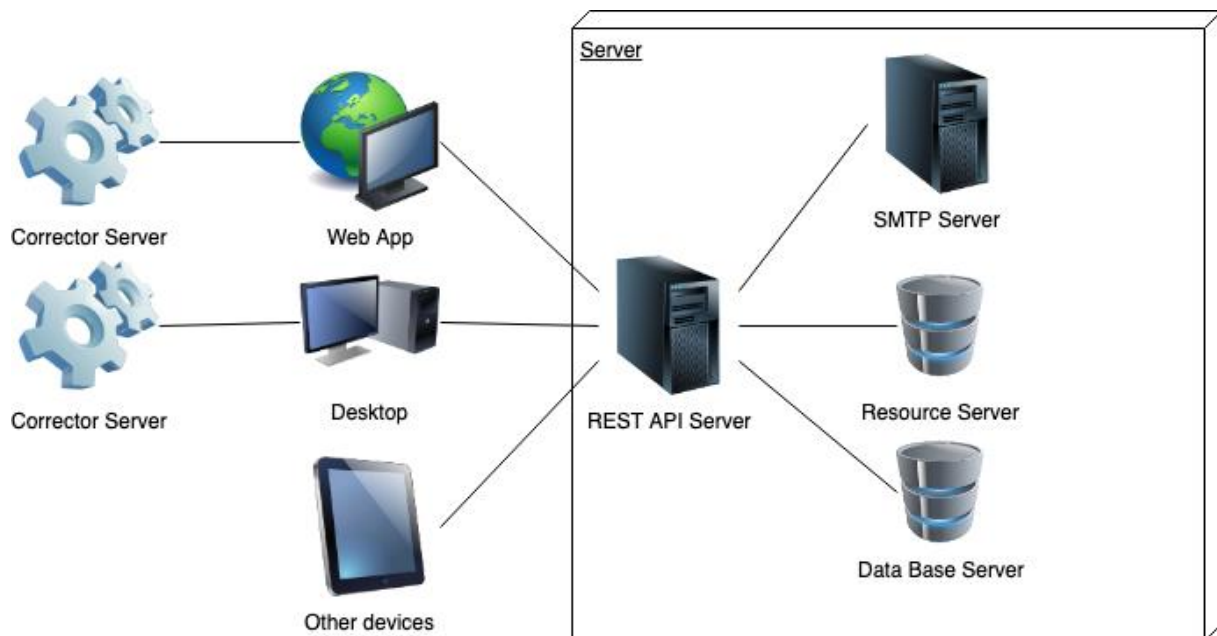 Server
Corrector Server
Web App
SMTP Server
Corrector Server
Desktop
REST API Server
Resource Server
Other devices
Data Base Server